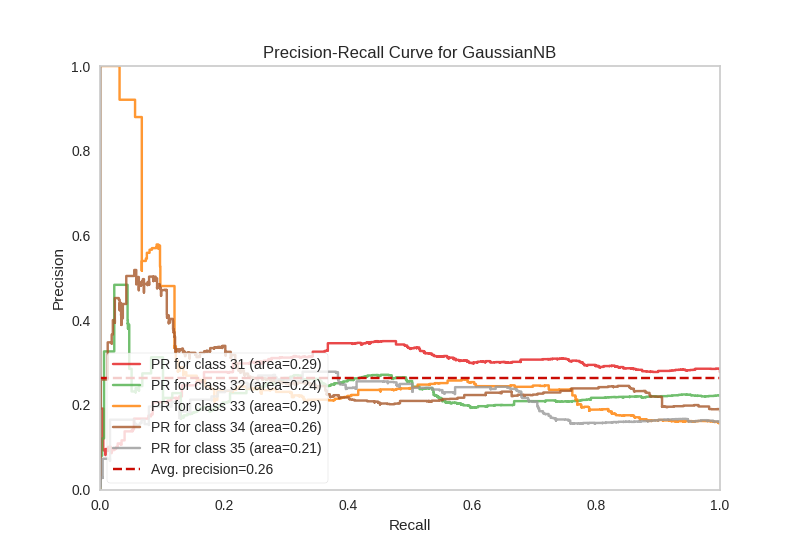 Precision-Recall Curve for GaussianNB
1.0
0.8
0.6
0.4
0.2
0.0
Precision
PR for class 31 (area=0.29)
PR for class 32 (area=0.24)
PR for class 33 (area=0.29)
PR for class 34 (area=0.26)
PR for class 35 (area=0.21)
Avg. precision=0.26
0.0 0.2 0.4 0.6 0.8 1.0
Recall